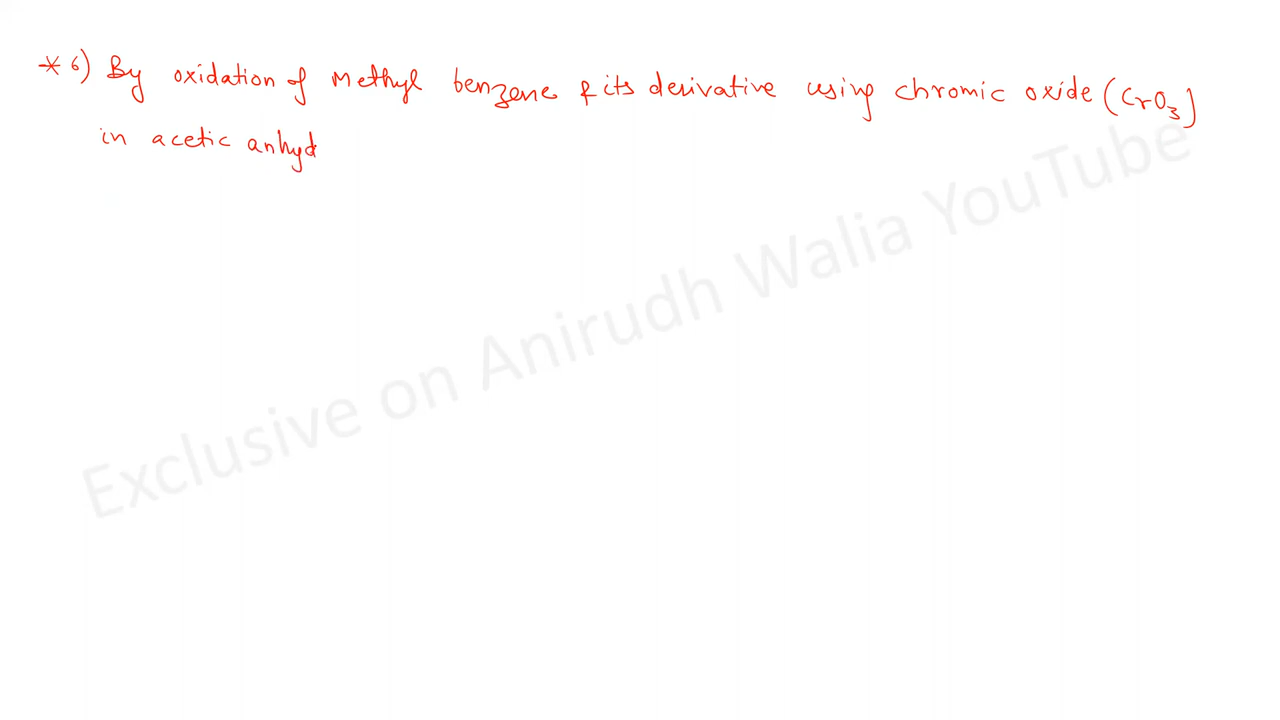 * 6) By oxidation of Methyl benzene & its derivative using chromic oxide (CrO3)
in acetic anhyd
Exclusive on Anirudh Walia YouTube